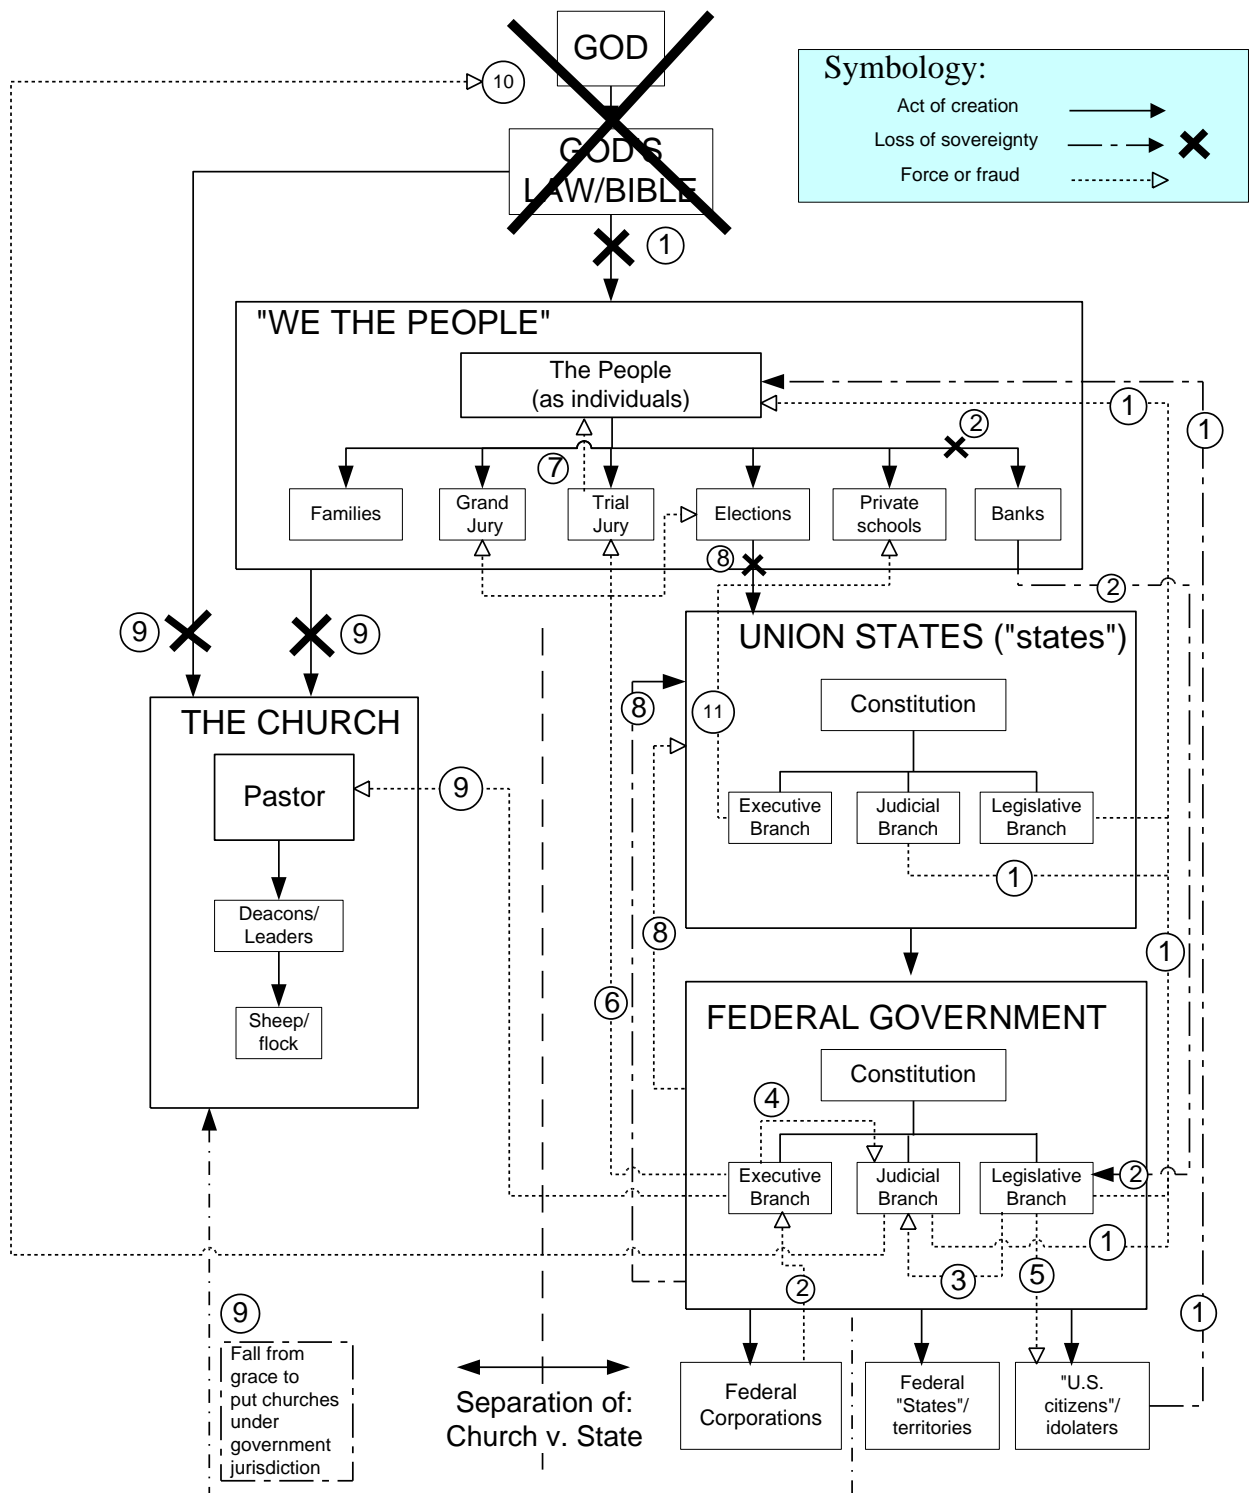 GOD
10
Symbology:
Act of creation
Loss of sovereignty
Force or fraud
GOD'S
LAW/BIBLE
1
"WE THE PEOPLE"
The People
(as individuals)
1
1
2
7
Families
Grand
Jury
Trial
Jury
Elections
Private
schools
Banks
8
2
9
9
UNION STATES ("states")
Constitution
8
11
Executive
Branch
Judicial
Branch
Legislative
Branch
1
THE CHURCH
Pastor
9
Deacons/
Leaders
Sheep/
flock
8
1
6
FEDERAL GOVERNMENT
Constitution
4
Executive
Branch
Judicial
Branch
Legislative
Branch
2
1
3
5
2
1
9
Fall from
grace to
put churches
under
government
jurisdiction
Separation of:
Church v. State
Federal
Corporations
Federal
"States"/
territories
"U.S.
citizens"/
idolaters